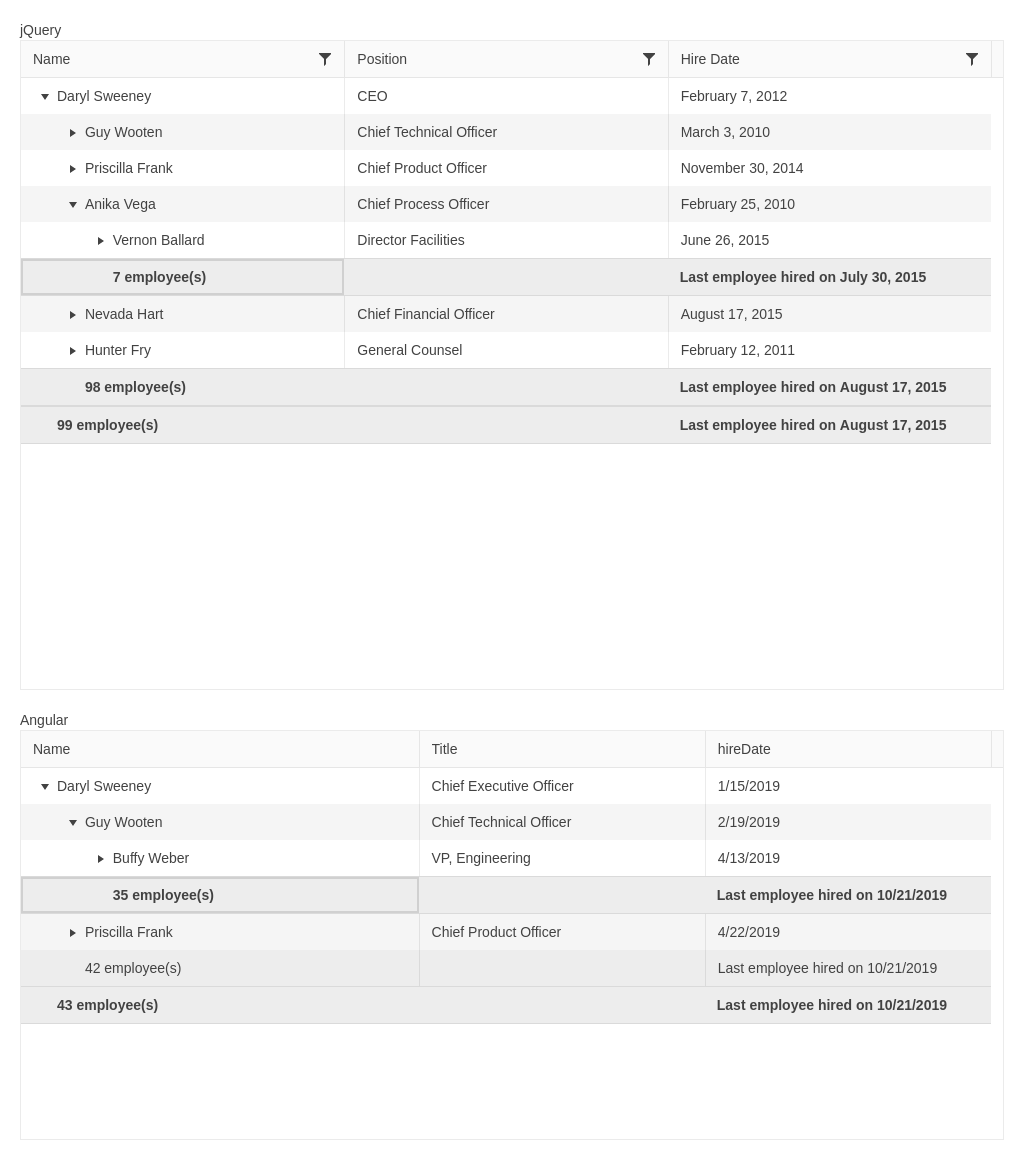 jQuery
Name Position Hire Date
Daryl Sweeney CEO February 7, 2012
Guy Wooten Chief Technical Officer March 3, 2010
Priscilla Frank Chief Product Officer November 30, 2014
Anika Vega Chief Process Officer February 25, 2010
Vernon Ballard Director Facilities June 26, 2015
7 employee(s) Last employee hired on July 30, 2015
Nevada Hart Chief Financial Officer August 17, 2015
Hunter Fry General Counsel February 12, 2011
98 employee(s) Last employee hired on August 17, 2015
99 employee(s) Last employee hired on August 17, 2015
Angular
Name Title hireDate
Daryl Sweeney Chief Executive Officer 1/15/2019
Guy Wooten Chief Technical Officer 2/19/2019
Buffy Weber VP, Engineering 4/13/2019
35 employee(s) Last employee hired on 10/21/2019
Priscilla Frank Chief Product Officer 4/22/2019
42 employee(s) Last employee hired on 10/21/2019
43 employee(s) Last employee hired on 10/21/2019